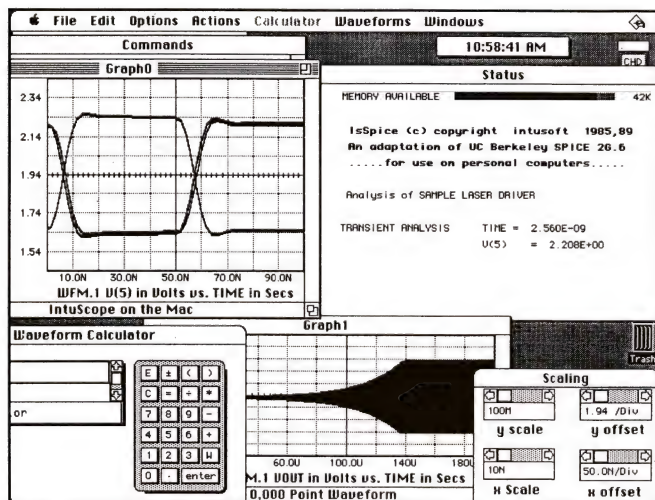 File Edit Options Actions Calculator Waveforms Windows
Commands
10:58:41 AM
CHD
Graph0
2.34
2.14
1.94
1.74
1.54
10.0N 30.0N 50.0N 70.0N 90.0N
WFM.1 V(5) in Volts vs. TIME in Secs
IntuScope on the Mac
Status
MEMORY AVAILABLE 42K
IsSpice (c) copyright intusoft 1985,89
An adaptation of UC Berkeley SPICE 2G.6
.....for use on personal computers.....
Analysis of SAMPLE LASER DRIVER
TRANSIENT ANALYSIS TIME = 2.560E-09
V(5) = 2.208E+00
Waveform Calculator
or
E ± ( )
C = ÷ *
7 8 9 -
4 5 6 +
1 2 3 W
0 . enter
Graph1
60.0U 100.0U 1400 180
M.1 VOUT in Volts vs. TIME in Secs
0,000 Point Waveform
Trash
Scaling
100M 1.94 /Div
y scale y offset
10N 50.0N/Div
x Scale x offset